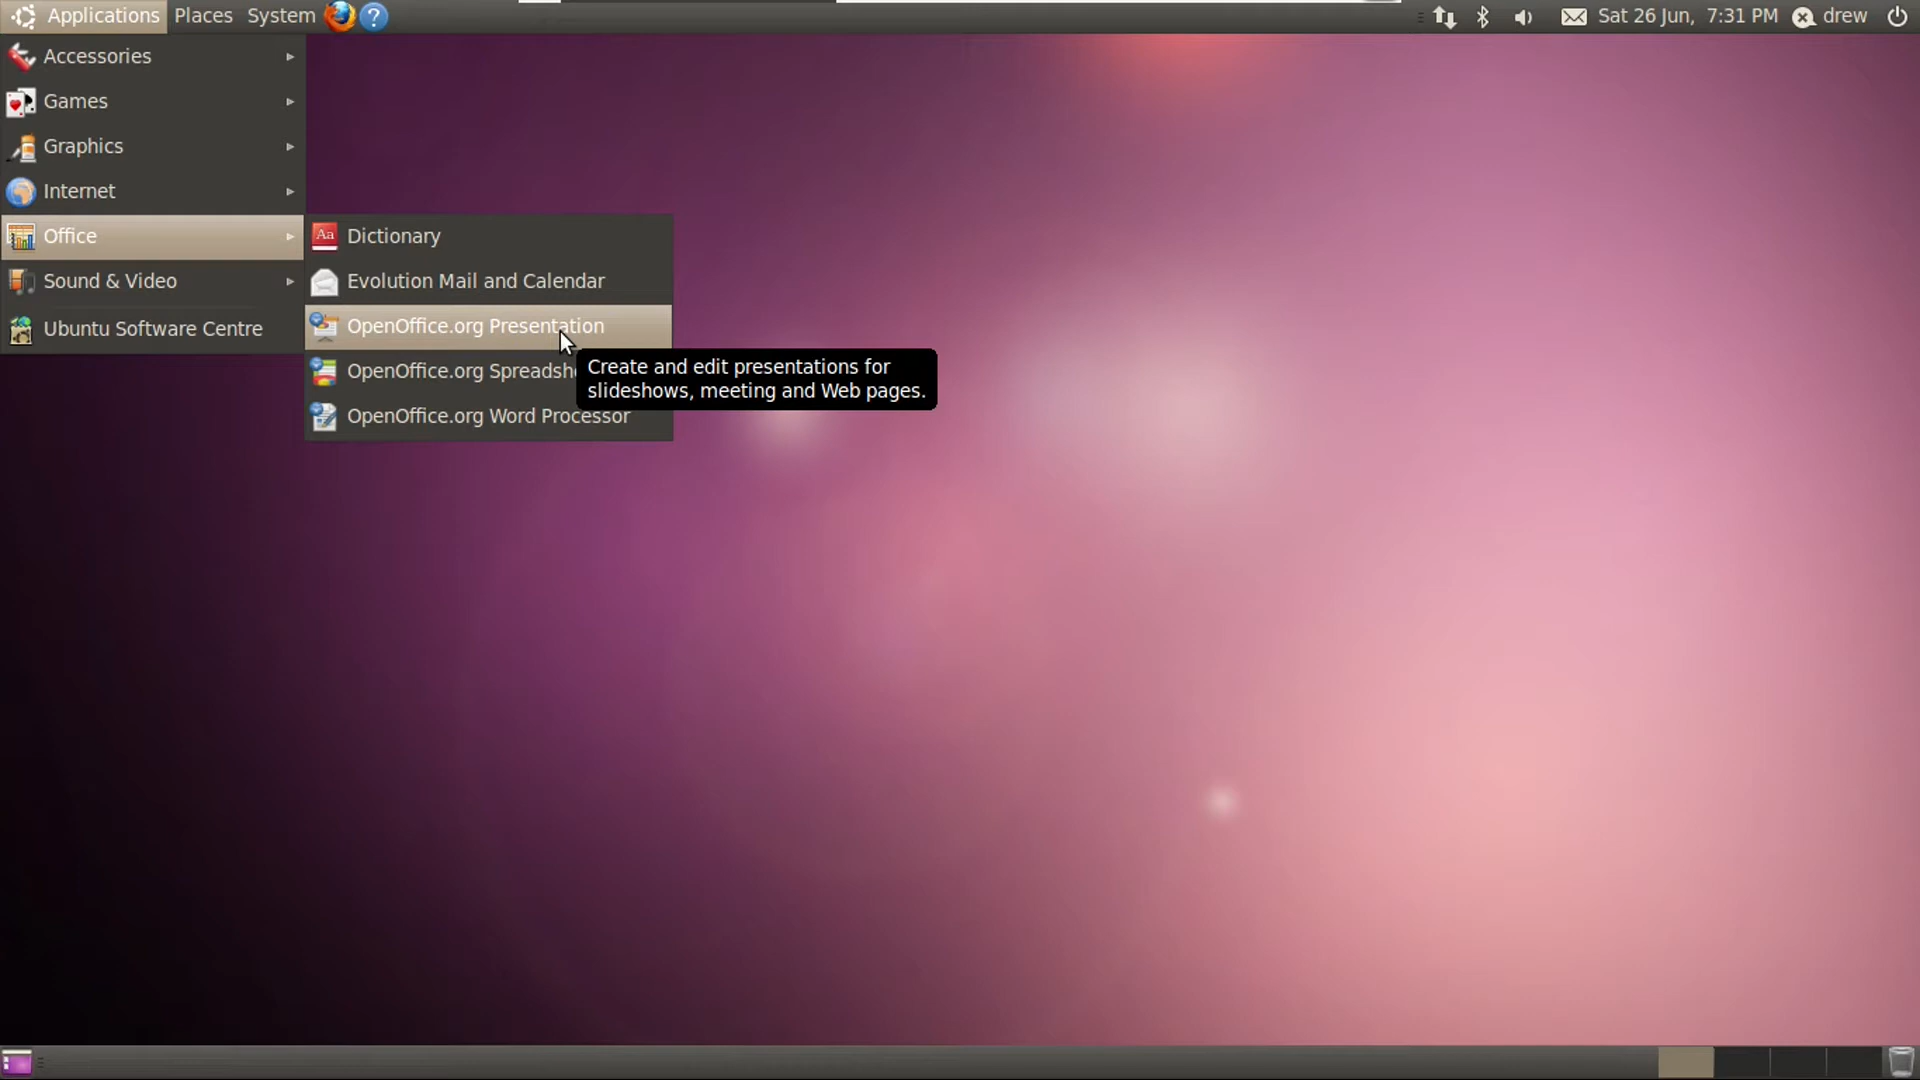 Applications Places System ? Sat 26 Jun, 7:31 PM drew
Accessories
Games
Graphics
Internet
Office
Sound & Video
Ubuntu Software Centre
Aa Dictionary
Evolution Mail and Calendar
OpenOffice.org Presentation
OpenOffice.org Spreadshe
OpenOffice.org Word Processor
Create and edit presentations for
slideshows, meeting and Web pages.